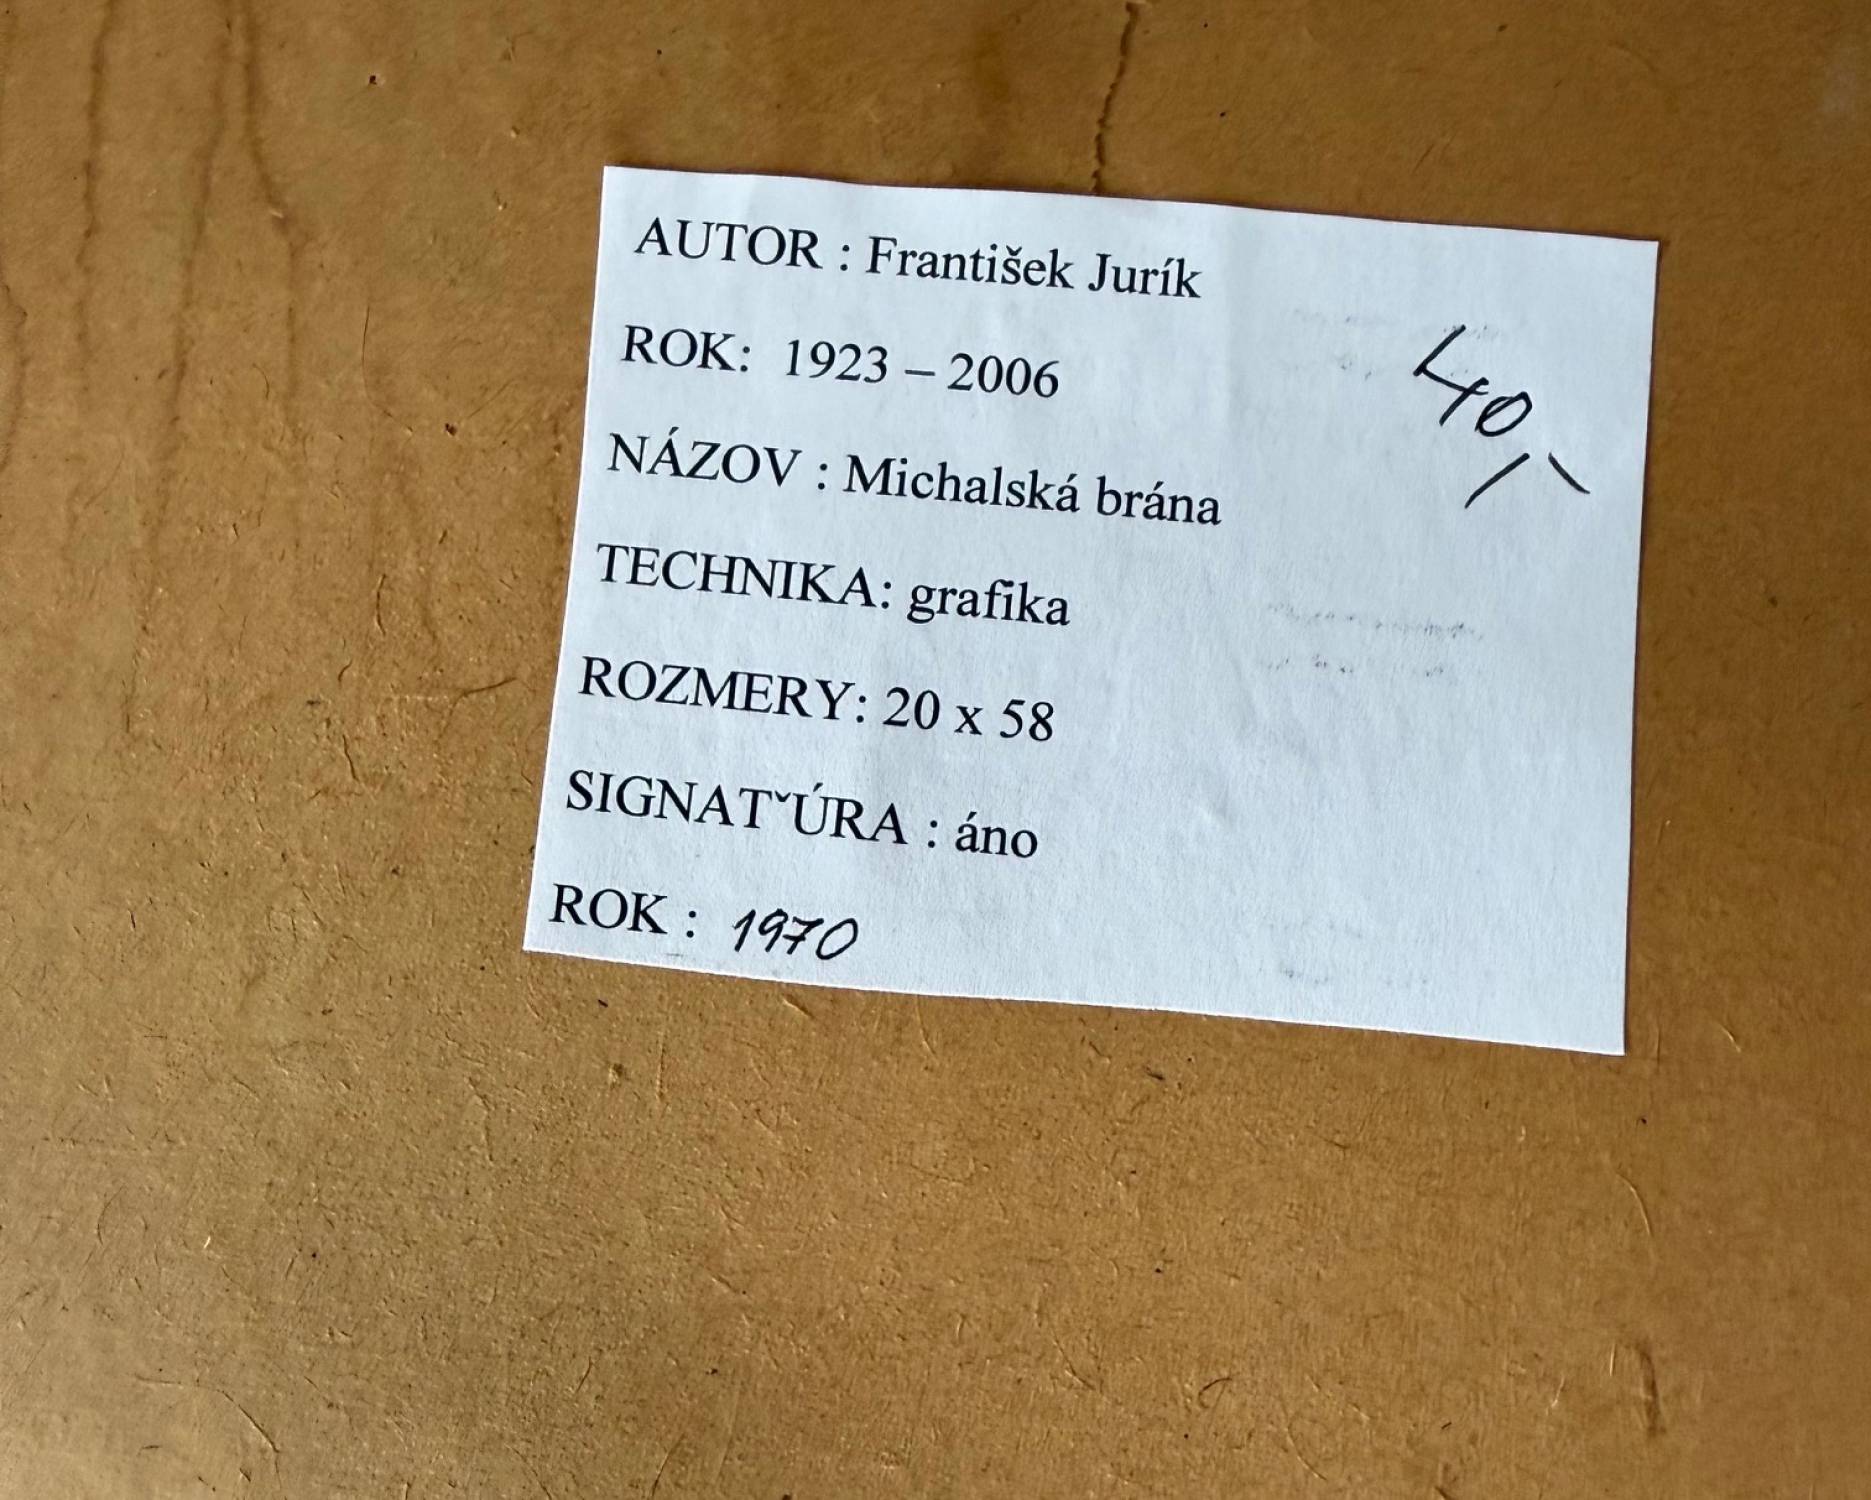 AUTOR : František Jurík
ROK: 1923 – 2006
40,-
NÁZOV : Michalská brána
TECHNIKA: grafika
ROZMERY: 20 x 58
SIGNATˇÚRA : áno
ROK : 1970